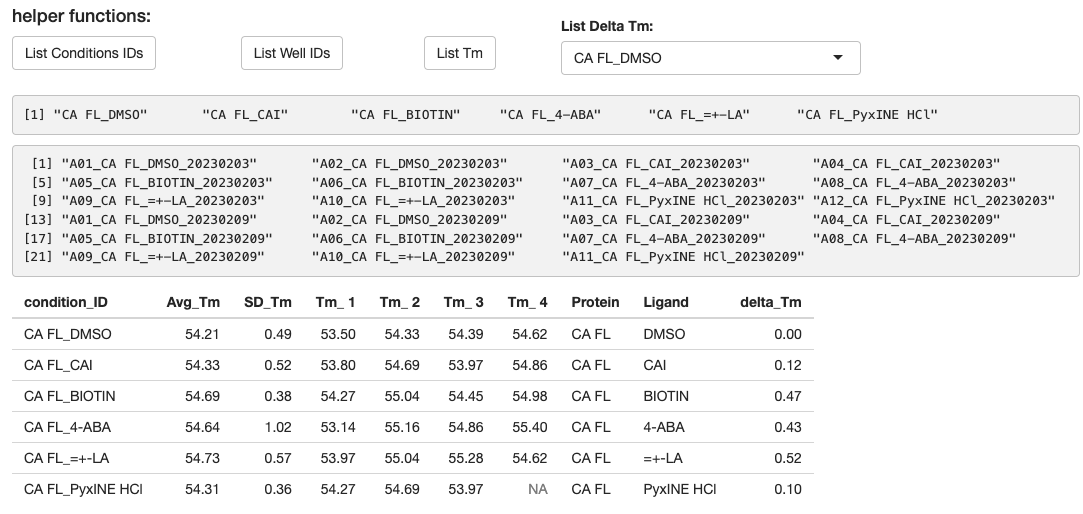 helper functions:
List Conditions IDs List Well IDs List Tm
List Delta Tm:
CA FL_DMSO
[1] "CA FL_DMSO" "CA FL_CAI" "CA FL_BIOTIN" "CA FL_4-ABA" "CA FL_=+-LA" "CA FL_PyxINE HCl"
[1] "A01_CA FL_DMSO_20230203" "A02_CA FL_DMSO_20230203" "A03_CA FL_CAI_20230203" "A04_CA FL_CAI_20230203"
[5] "A05_CA FL_BIOTIN_20230203" "A06_CA FL_BIOTIN_20230203" "A07_CA FL_4-ABA_20230203" "A08_CA FL_4-ABA_20230203"
[9] "A09_CA FL_=+-LA_20230203" "A10_CA FL_=+-LA_20230203" "A11_CA FL_PyxINE HCl_20230203" "A12_CA FL_PyxINE HCl_20230203"
[13] "A01_CA FL_DMSO_20230209" "A02_CA FL_DMSO_20230209" "A03_CA FL_CAI_20230209" "A04_CA FL_CAI_20230209"
[17] "A05_CA FL_BIOTIN_20230209" "A06_CA FL_BIOTIN_20230209" "A07_CA FL_4-ABA_20230209" "A08_CA FL_4-ABA_20230209"
[21] "A09_CA FL_=+-LA_20230209" "A10_CA FL_=+-LA_20230209" "A11_CA FL_PyxINE HCl_20230209"
condition_ID Avg_Tm SD_Tm Tm_ 1 Tm_ 2 Tm_ 3 Tm_ 4 Protein Ligand delta_Tm
CA FL_DMSO 54.21 0.49 53.50 54.33 54.39 54.62 CA FL DMSO 0.00
CA FL_CAI 54.33 0.52 53.80 54.69 53.97 54.86 CA FL CAI 0.12
CA FL_BIOTIN 54.69 0.38 54.27 55.04 54.45 54.98 CA FL BIOTIN 0.47
CA FL_4-ABA 54.64 1.02 53.14 55.16 54.86 55.40 CA FL 4-ABA 0.43
CA FL_=+-LA 54.73 0.57 53.97 55.04 55.28 54.62 CA FL =+-LA 0.52
CA FL_PyxINE HCl 54.31 0.36 54.27 54.69 53.97 NA CA FL PyxINE HCl 0.10